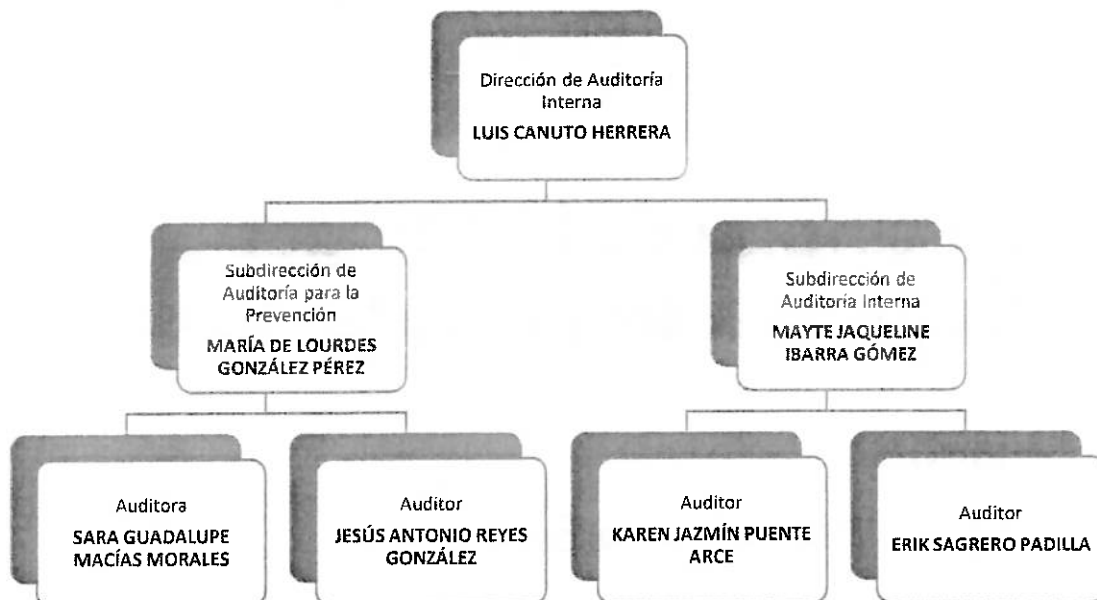 Dirección de Auditoría
Interna
LUIS CANUTO HERRERA
Subdirección de
Auditoría para la
Prevención
MARÍA DE LOURDES
GONZÁLEZ PÉREZ
Subdirección de
Auditoría Interna
MAYTE JAQUELINE
IBARRA GÓMEZ
Auditora
SARA GUADALUPE
MACÍAS MORALES
Auditor
JESÚS ANTONIO REYES
GONZÁLEZ
Auditor
KAREN JAZMÍN PUENTE
ARCE
Auditor
ERIK SAGRERO PADILLA